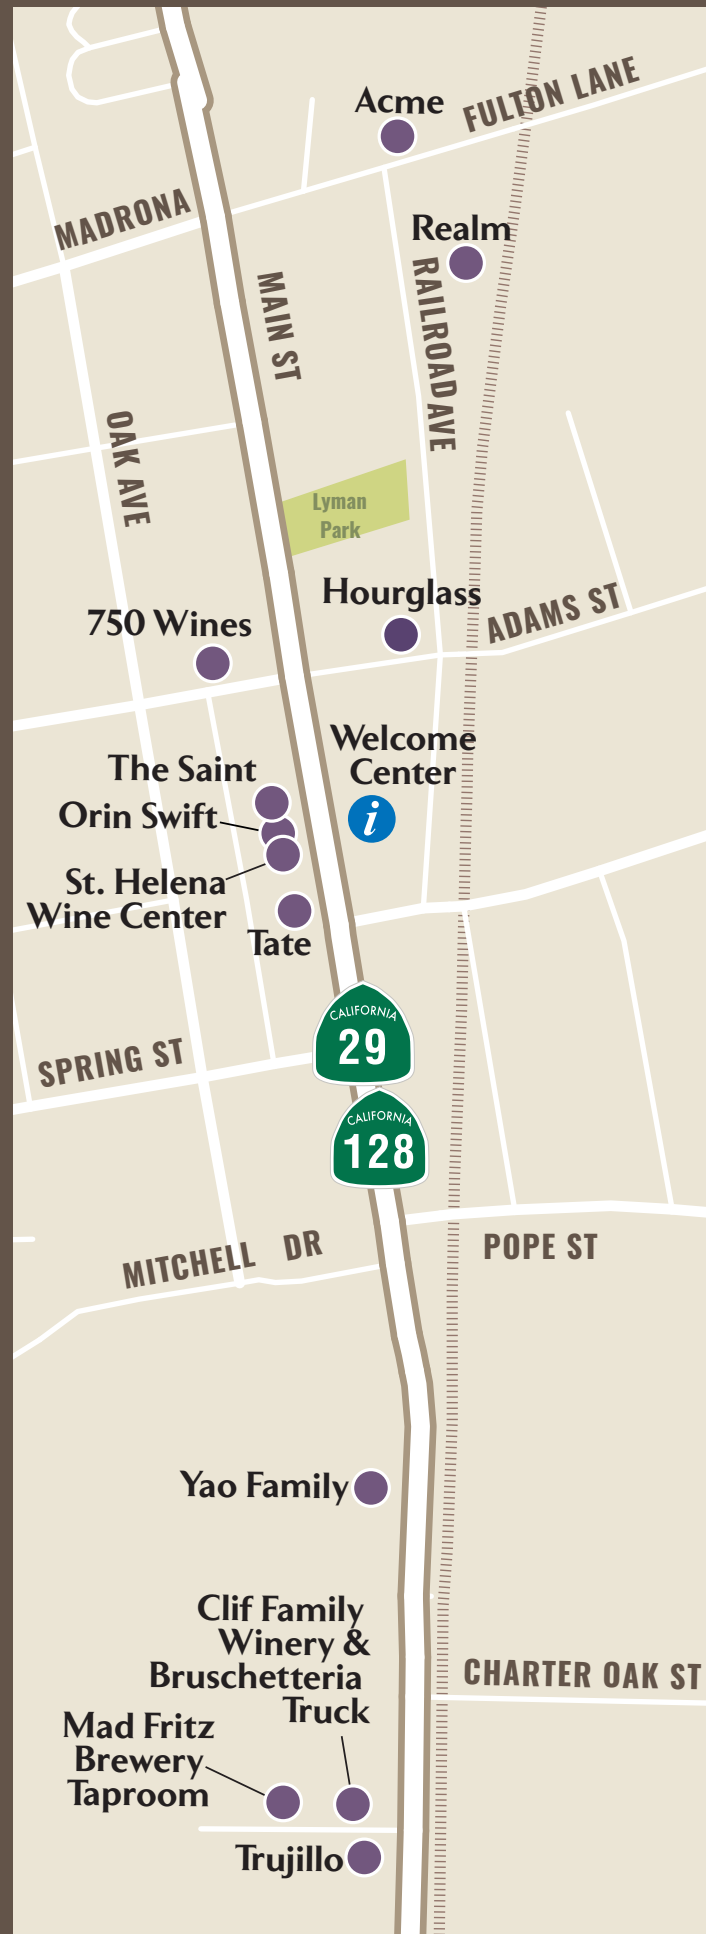 Acme
FULTON LANE
MADRONA
Realm
MAIN ST
RAILROAD AVE
OAK AVE
Lyman
Park
Hourglass
ADAMS ST
750 Wines
Welcome
Center
i
The Saint
Orin Swift
St. Helena
Wine Center
Tate
CALIFORNIA
29
SPRING ST
CALIFORNIA
128
POPE ST
MITCHELL DR
Yao Family
Clif Family
Winery &
Bruschetteria
Truck
CHARTER OAK ST
Mad Fritz
Brewery
Taproom
Trujillo